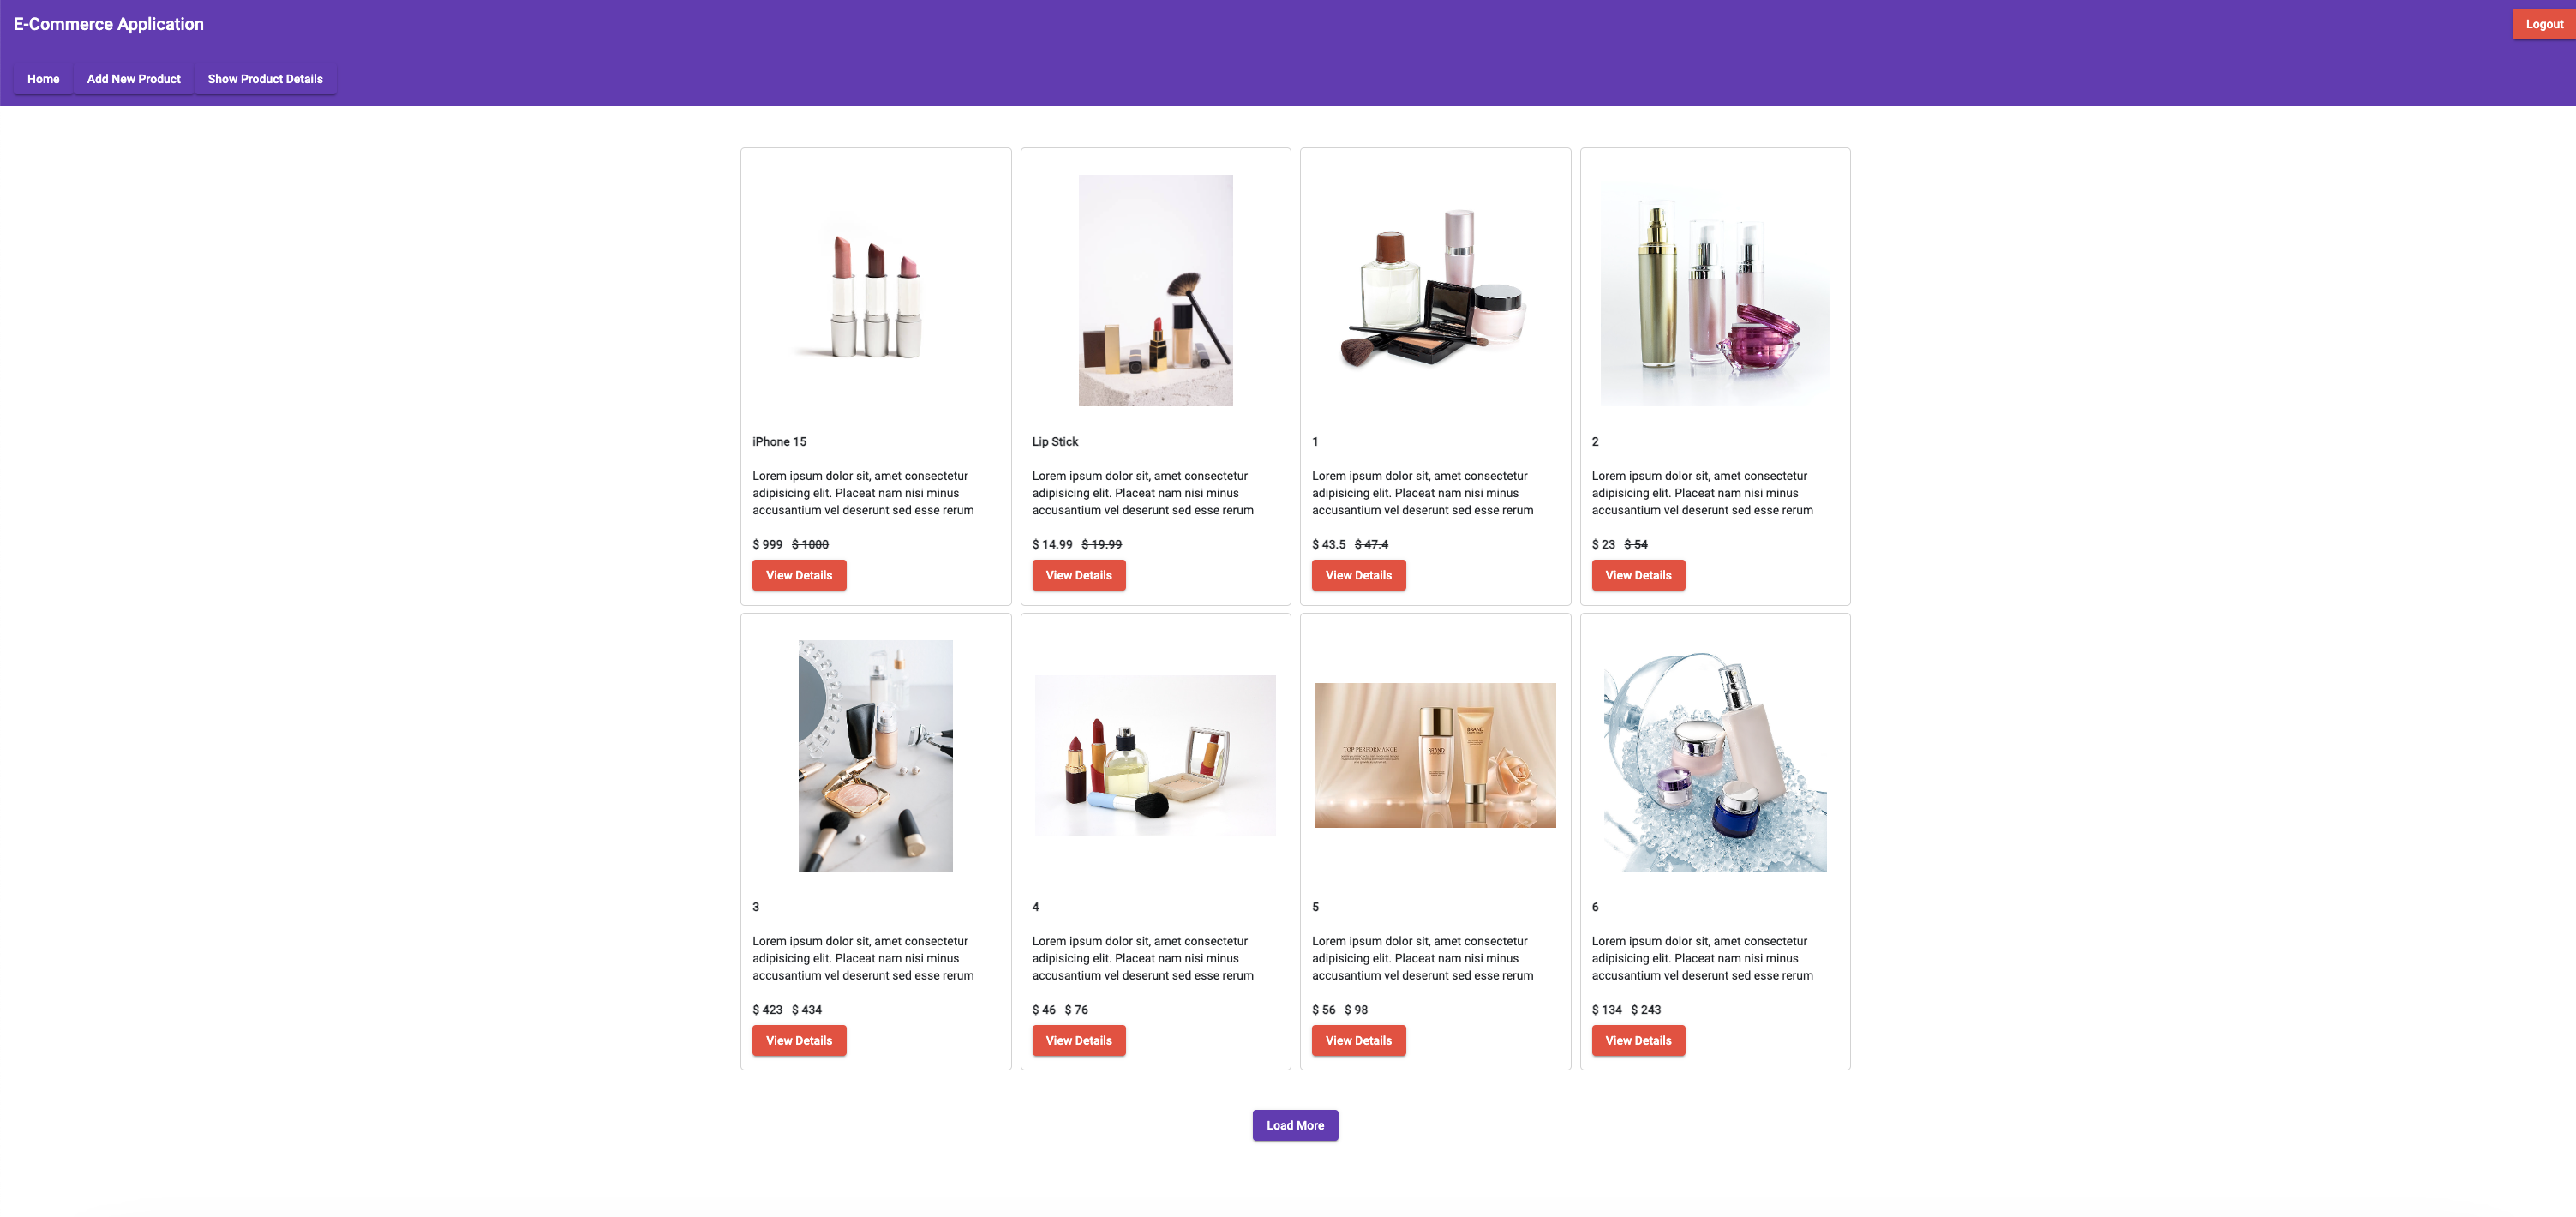 E-Commerce Application
Logout
Home
Add New Product
Show Product Details
iPhone 15
Lorem ipsum dolor sit, amet consectetur
adipisicing elit. Placeat nam nisi minus
accusantium vel deserunt sed esse rerum
$ 999 $ 1000
View Details
Lip Stick
Lorem ipsum dolor sit, amet consectetur
adipisicing elit. Placeat nam nisi minus
accusantium vel deserunt sed esse rerum
$ 14.99 $ 19.99
View Details
1
Lorem ipsum dolor sit, amet consectetur
adipisicing elit. Placeat nam nisi minus
accusantium vel deserunt sed esse rerum
$ 43.5 $ 47.4
View Details
2
Lorem ipsum dolor sit, amet consectetur
adipisicing elit. Placeat nam nisi minus
accusantium vel deserunt sed esse rerum
$ 23 $ 54
View Details
3
Lorem ipsum dolor sit, amet consectetur
adipisicing elit. Placeat nam nisi minus
accusantium vel deserunt sed esse rerum
$ 423 $ 434
View Details
4
Lorem ipsum dolor sit, amet consectetur
adipisicing elit. Placeat nam nisi minus
accusantium vel deserunt sed esse rerum
$ 46 $ 76
View Details
TOP PERFORMANCE
BRAND
BRAND
5
Lorem ipsum dolor sit, amet consectetur
adipisicing elit. Placeat nam nisi minus
accusantium vel deserunt sed esse rerum
$ 56 $ 98
View Details
6
Lorem ipsum dolor sit, amet consectetur
adipisicing elit. Placeat nam nisi minus
accusantium vel deserunt sed esse rerum
$ 134 $ 243
View Details
Load More